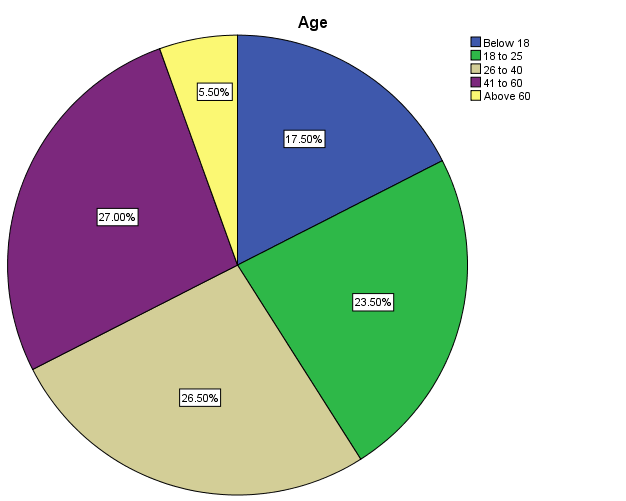 Age
Below 18
18 to 25
26 to 40
41 to 60
Above 60
5.50%
17.50%
27.00%
23.50%
26.50%